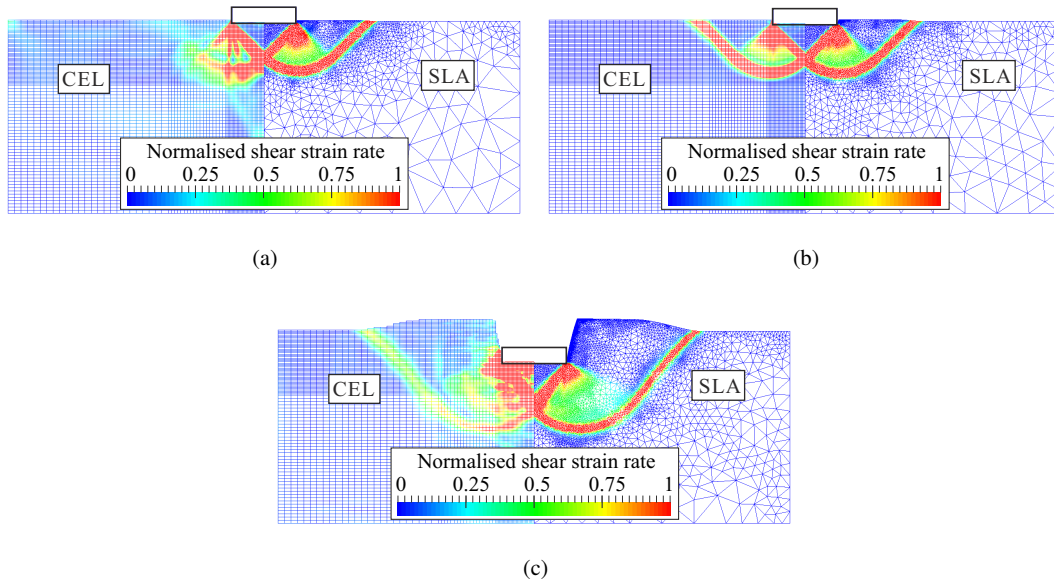 CEL
SLA
Normalised shear strain rate
0 0.25 0.5 0.75 1
(a)
CEL
SLA
Normalised shear strain rate
0 0.25 0.5 0.75 1
(b)
CEL
SLA
Normalised shear strain rate
0 0.25 0.5 0.75 1
(c)